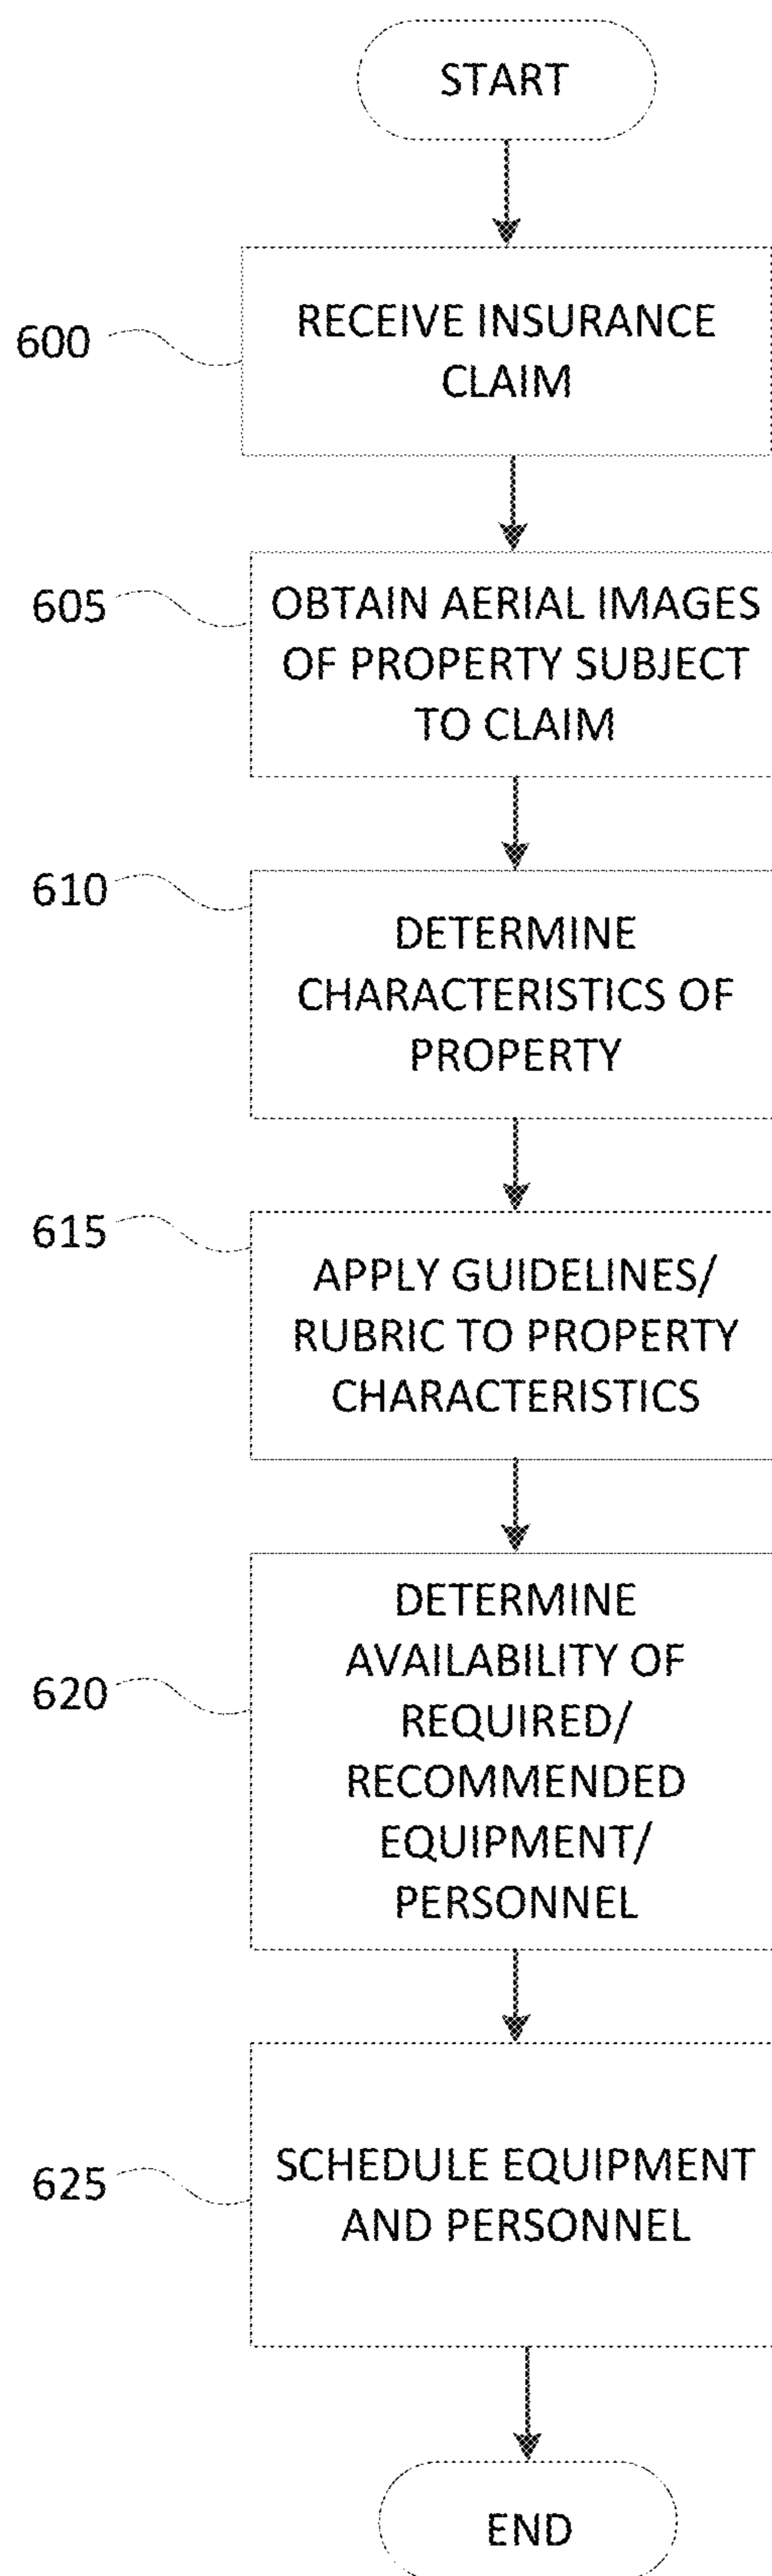 START
600
RECEIVE INSURANCE
CLAIM
605
OBTAIN AERIAL IMAGES
OF PROPERTY SUBJECT
TO CLAIM
610
DETERMINE
CHARACTERISTICS OF
PROPERTY
615
APPLY GUIDELINES/
RUBRIC TO PROPERTY
CHARACTERISTICS
620
DETERMINE
AVAILABILITY OF
REQUIRED/
RECOMMENDED
EQUIPMENT/
PERSONNEL
625
SCHEDULE EQUIPMENT
AND PERSONNEL
END